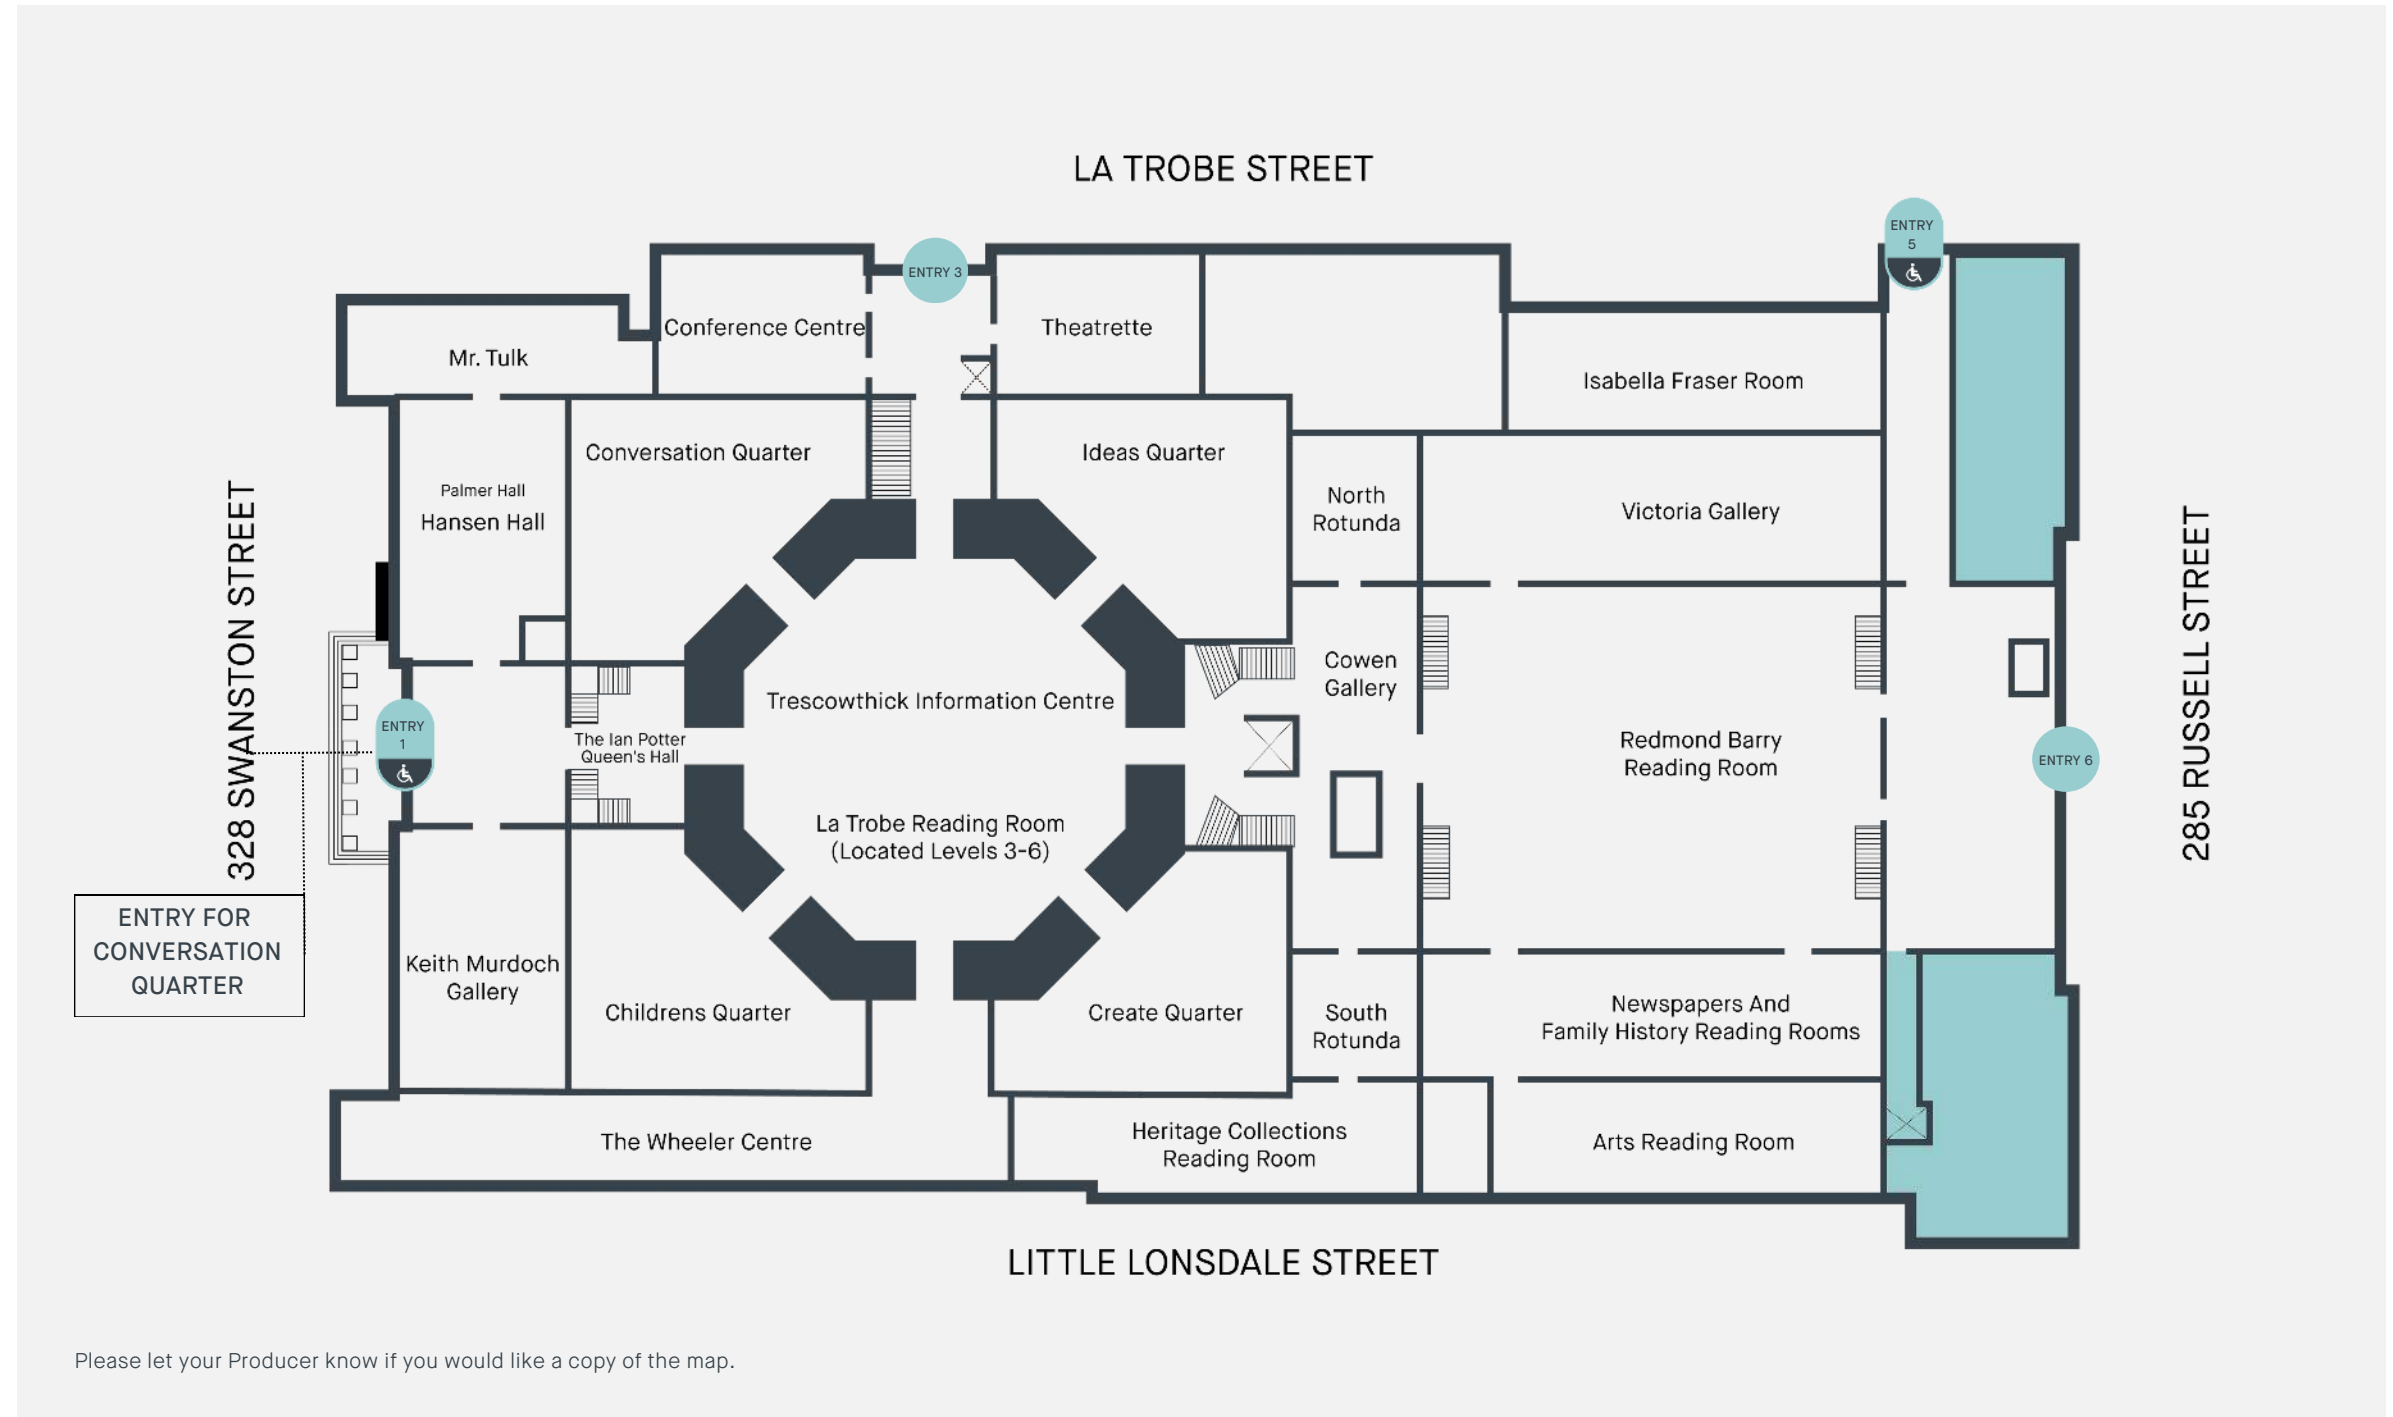 LA TROBE STREET
ENTRY
5
ENTRY 3
Conference Centre
Theatrette
Mr. Tulk
Isabella Fraser Room
Conversation Quarter
Ideas Quarter
Palmer Hall
Hansen Hall
North
Rotunda
Victoria Gallery
328 SWANSTON STREET
285 RUSSELL STREET
Cowen
Gallery
Trescowthick Information Centre
ENTRY
1
The Ian Potter
Queen's Hall
Redmond Barry
Reading Room
ENTRY 6
La Trobe Reading Room
(Located Levels 3-6)
ENTRY FOR
CONVERSATION
QUARTER
Keith Murdoch
Gallery
Childrens Quarter
Create Quarter
South
Rotunda
Newspapers And
Family History Reading Rooms
The Wheeler Centre
Heritage Collections
Reading Room
Arts Reading Room
LITTLE LONSDALE STREET
Please let your Producer know if you would like a copy of the map.